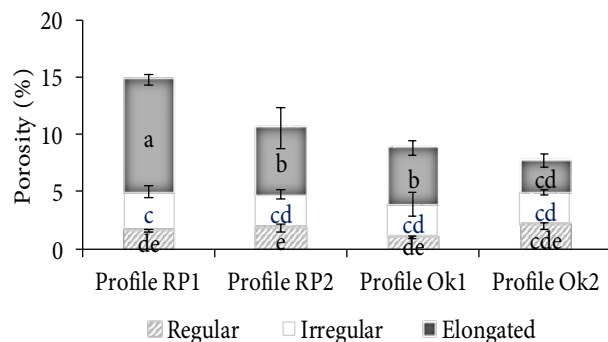 20
15
10
5
0
Porosity (%)
a
c
de
b
cd
e
b
cd
de
cd
cd
cde
Profile RP1 Profile RP2 Profile Ok1 Profile Ok2
Regular Irregular Elongated